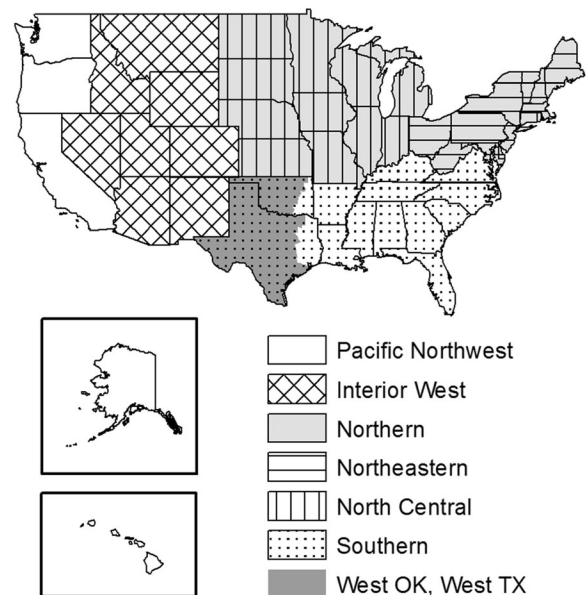 Pacific Northwest
Interior West
Northern
Northeastern
North Central
Southern
West OK, West TX